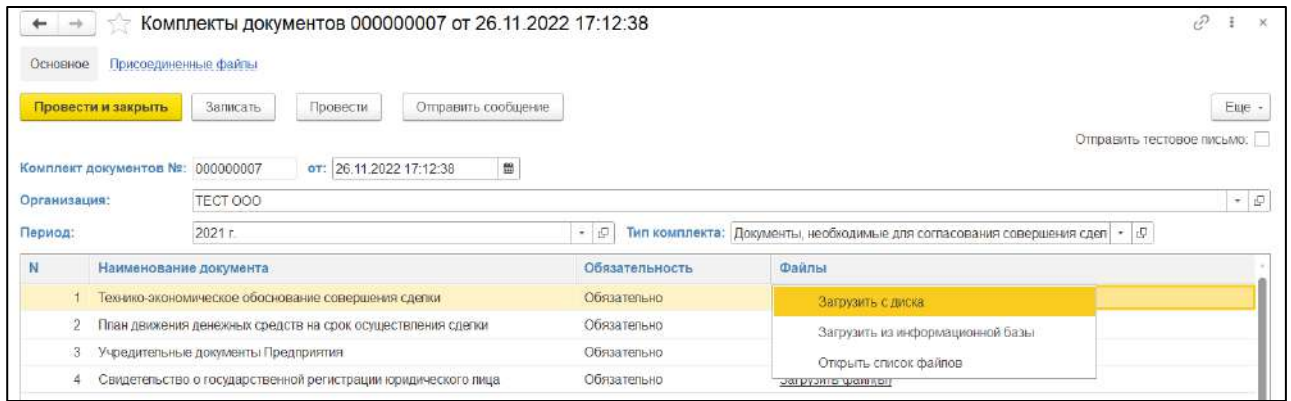 Комплекты документов 000000007 от 26.11.2022 17:12:38
Основное Присоединенные файлы
Провести и закрыть Записать Провести Отправить сообщение Еще
Отправить тестовое письмо:
Комплект документов №: 000000007 от: 26.11.2022 17:12:38
Организация: ТЕСТ ООО
Период: 2021 г. Тип комплекта: Документы, необходимые для согласования совершения сдел
N Наименование документа Обязательность Файлы
1 Технико-экономическое обоснование совершения сделки Обязательно Загрузить с диска
2 План движения денежных средств на срок осуществления сделки Обязательно Загрузить из информационной базы
3 Учредительные документы Предприятия Обязательно Открыть список файлов
4 Свидетельство о государственной регистрации юридического лица Обязательно Загрузить файл(ы)